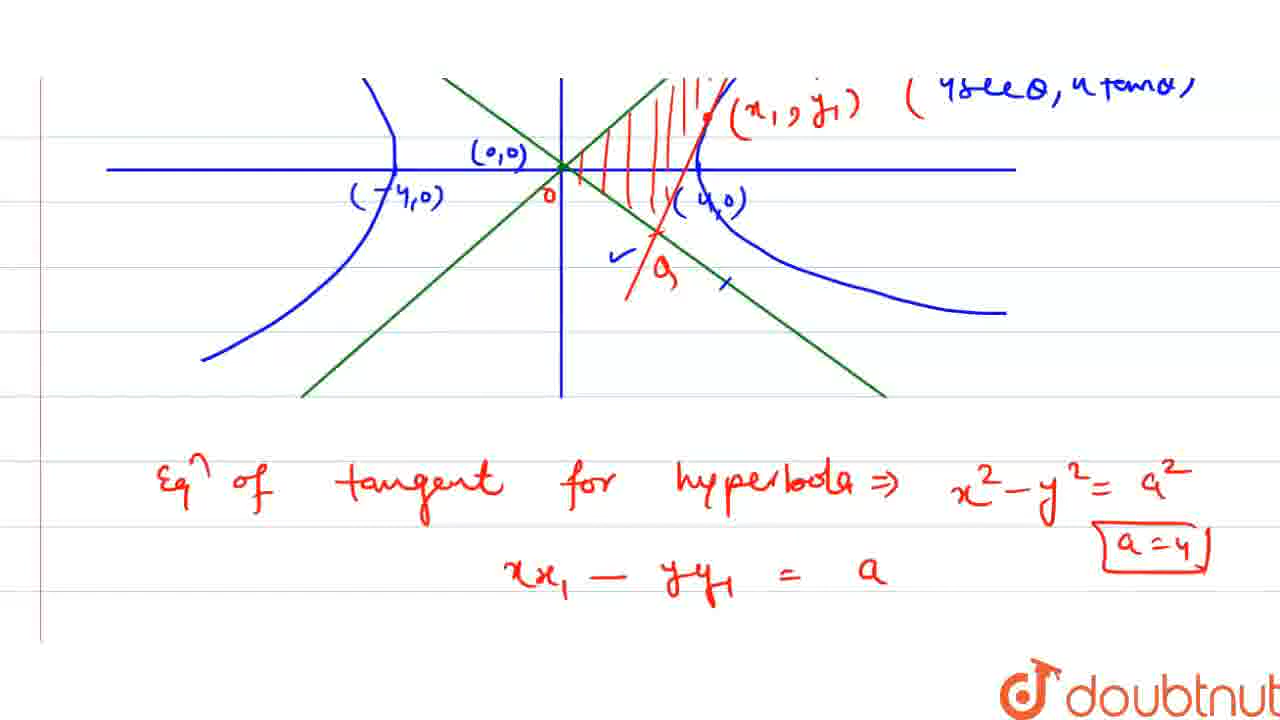 (x₁, y₁) (4secθ, 4tanθ)
(0,0)
(-4,0) O (4,0)
Q
Eqⁿ of tangent for hyperbola ⇒ x² - y² = a²
a = 4
xx₁ - yy₁ = a
doubtnut